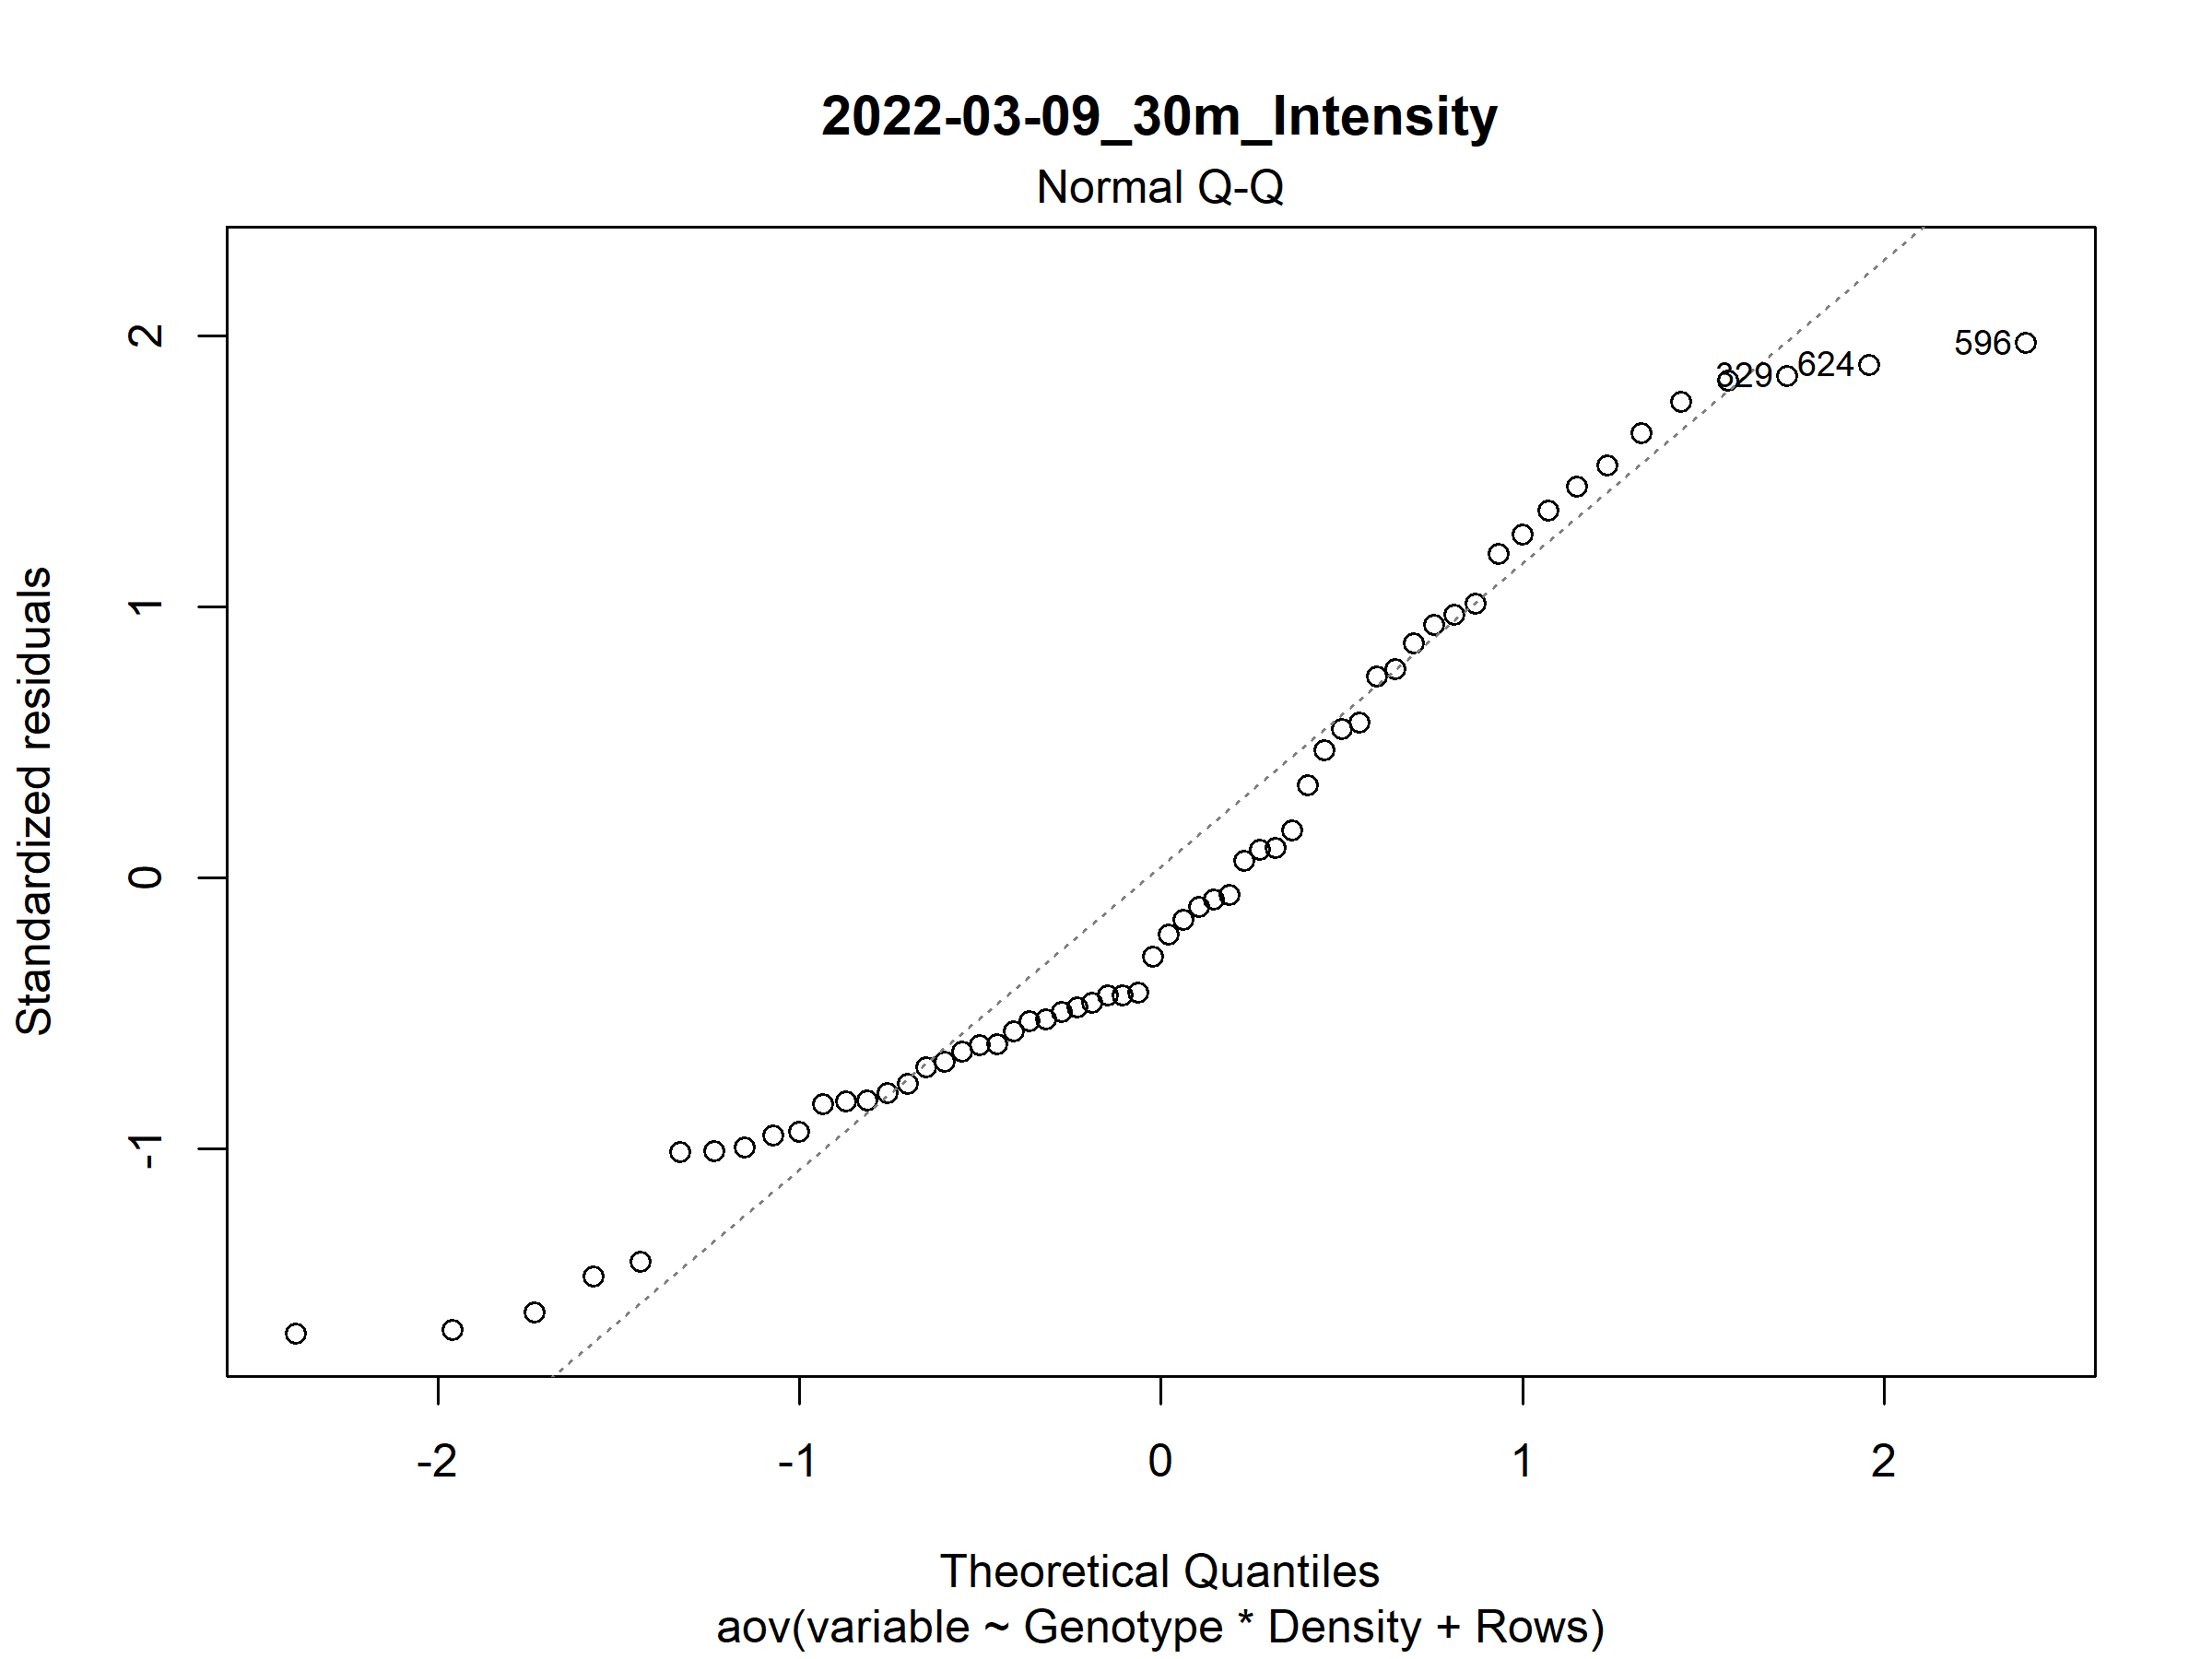 2022-03-09_30m_Intensity
Normal Q-Q
Standardized residuals
2
1
0
-1
329
624
596
-2
-1
0
1
2
Theoretical Quantiles
aov(variable ~ Genotype * Density + Rows)